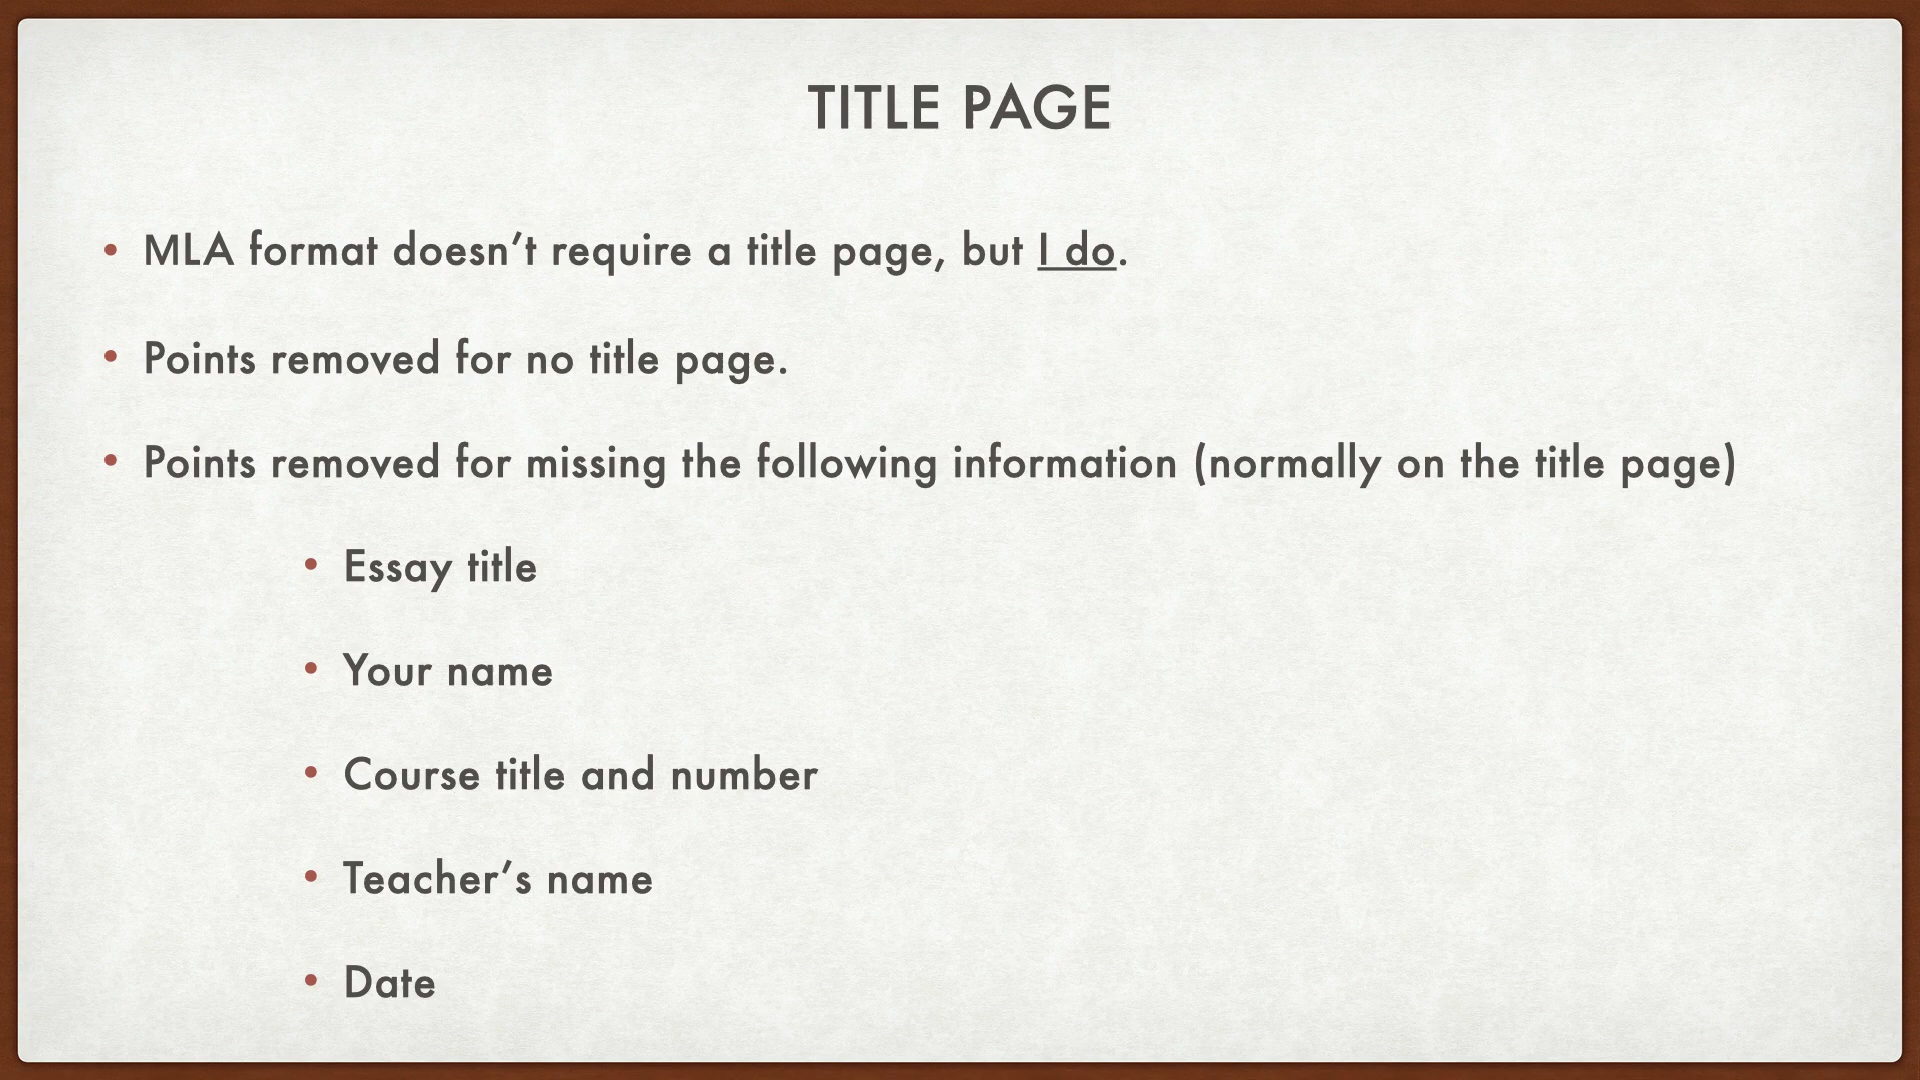 TITLE PAGE
• MLA format doesn’t require a title page, but I do.
• Points removed for no title page.
• Points removed for missing the following information (normally on the title page)
• Essay title
• Your name
• Course title and number
• Teacher’s name
• Date